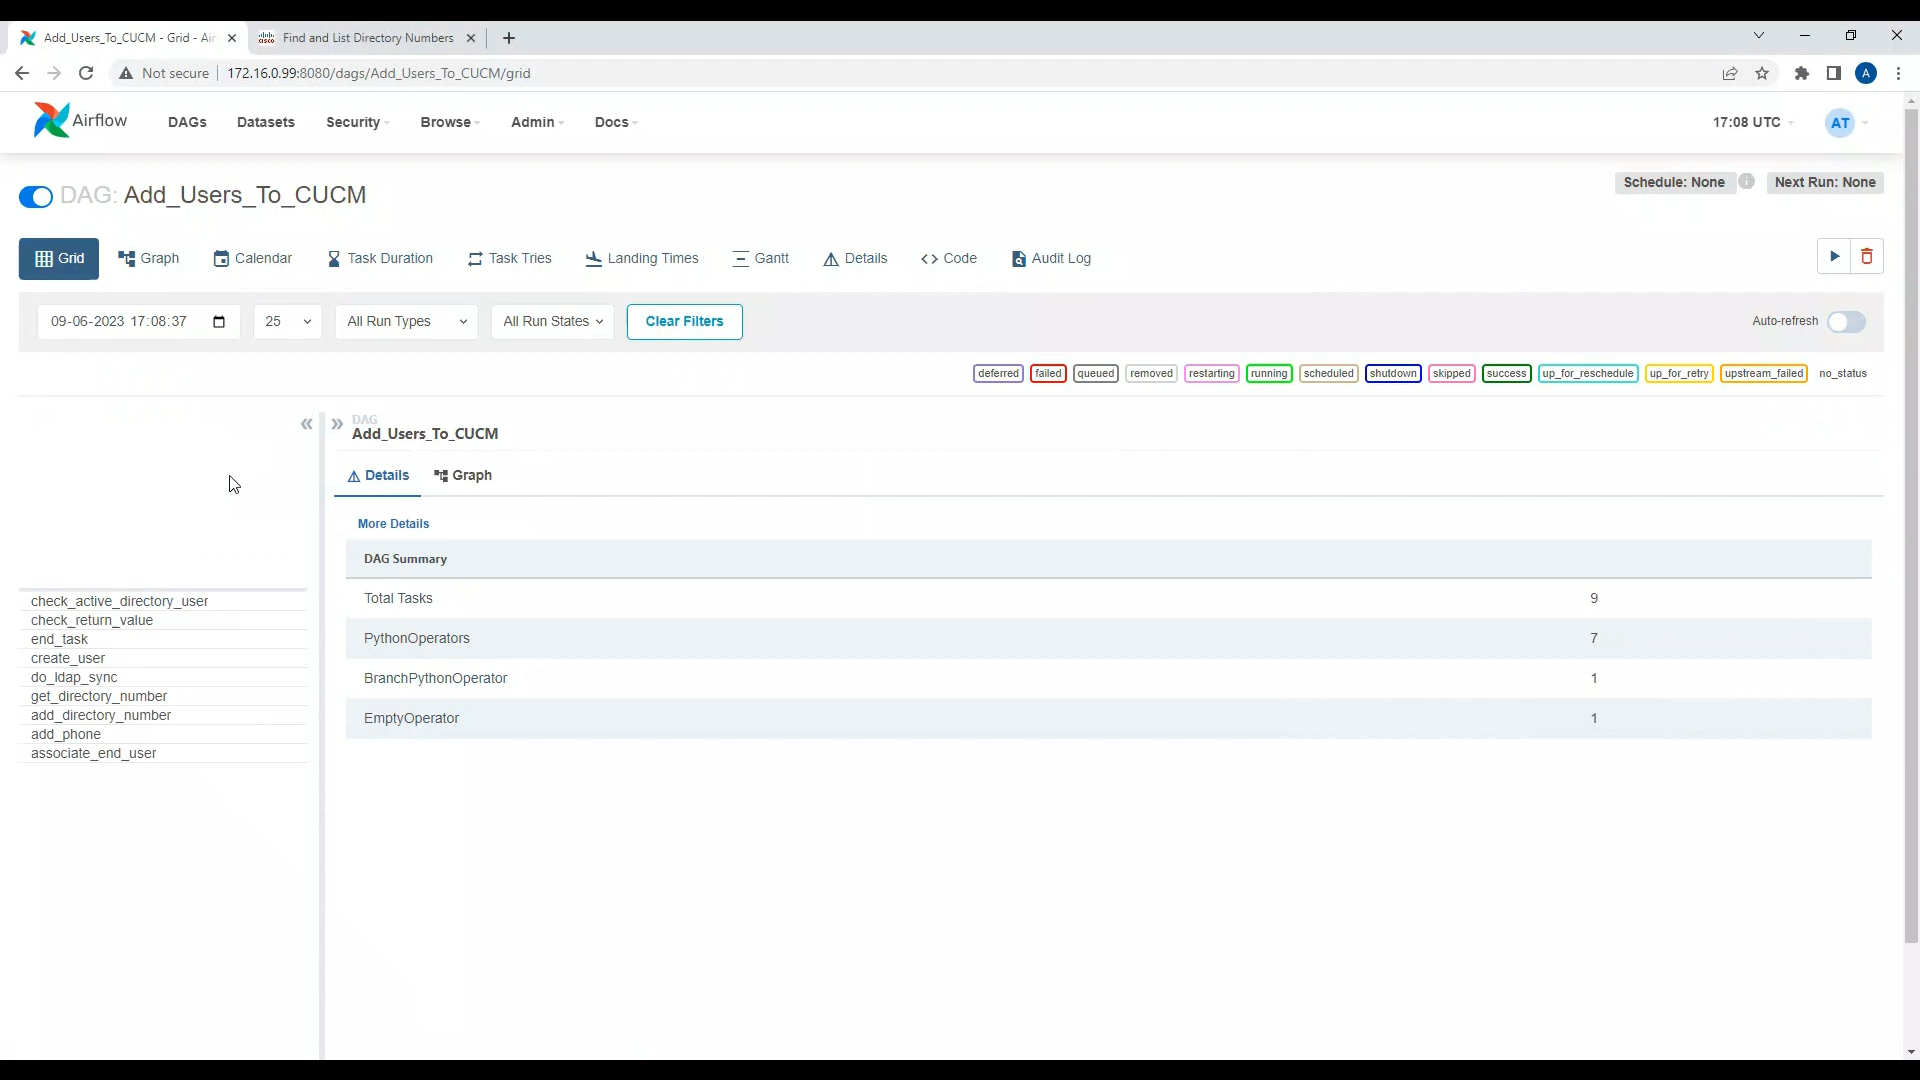 Add_Users_To_CUCM - Grid - Air
Find and List Directory Numbers
Not secure
172.16.0.99:8080/dags/Add_Users_To_CUCM/grid
A
Airflow
DAGs
Datasets
Security
Browse
Admin
Docs
17:08 UTC
AT
DAG: Add_Users_To_CUCM
Schedule: None
Next Run: None
Grid
Graph
Calendar
Task Duration
Task Tries
Landing Times
Gantt
Details
Code
Audit Log
09-06-2023 17:08:37
25
All Run Types
All Run States
Clear Filters
Auto-refresh
deferred
failed
queued
removed
restarting
running
scheduled
shutdown
skipped
success
up_for_reschedule
up_for_retry
upstream_failed
no_status
DAG
Add_Users_To_CUCM
Details
Graph
More Details
DAG Summary
Total Tasks 9
PythonOperators 7
BranchPythonOperator 1
EmptyOperator 1
check_active_directory_user
check_return_value
end_task
create_user
do_ldap_sync
get_directory_number
add_directory_number
add_phone
associate_end_user